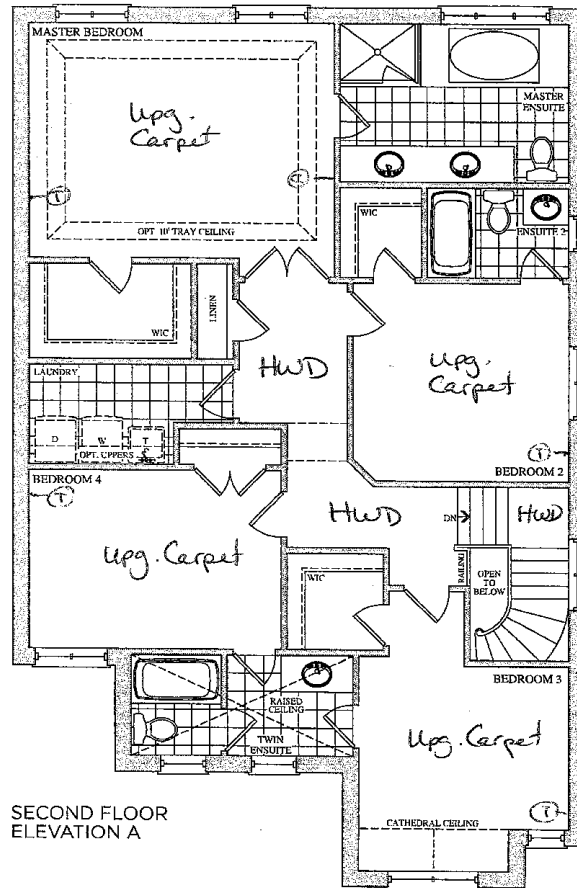 MASTER BEDROOM
Upg.
Carpet
T
T
OPT. 10' TRAY CEILING
MASTER
ENSUITE
WIC
ENSUITE 2
WIC
LINEN
HWD
Upg.
Carpet
LAUNDRY
D
W
T
OPT. UPPERS
T
BEDROOM 2
BEDROOM 4
T
HWD
DN
HWD
Upg. Carpet
WIC
RAILING
OPEN
TO
BELOW
BEDROOM 3
RAISED
CEILING
TWIN
ENSUITE
Upg. Carpet
T
CATHEDRAL CEILING
SECOND FLOOR
ELEVATION A